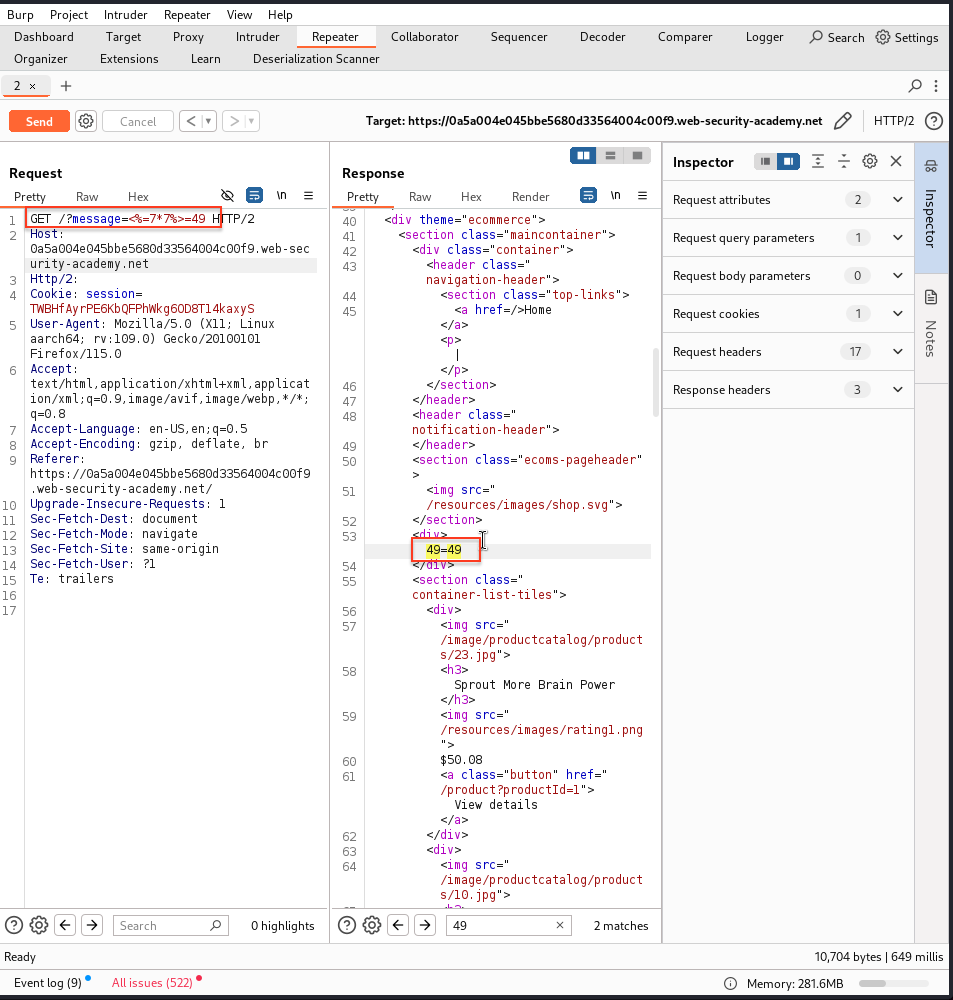 Burp Project Intruder Repeater View Help
Dashboard Target Proxy Intruder Repeater Collaborator Sequencer Decoder Comparer Logger Search Settings
Organizer Extensions Learn Deserialization Scanner
2 × +
Send Cancel < > Target: https://0a5a004e045bbe5680d33564004c00f9.web-security-academy.net HTTP/2
Request
Pretty Raw Hex \n
1 GET /?message=<%=7*7%>=49 HTTP/2
2 Host:
0a5a004e045bbe5680d33564004c00f9.web-sec
urity-academy.net
3 Http/2:
4 Cookie: session=
TWBHfAyrPE6KbQFPhWkg6OD8T14kaxyS
5 User-Agent: Mozilla/5.0 (X11; Linux
aarch64; rv:109.0) Gecko/20100101
Firefox/115.0
6 Accept:
text/html,application/xhtml+xml,applicat
ion/xml;q=0.9,image/avif,image/webp,*/*;
q=0.8
7 Accept-Language: en-US,en;q=0.5
8 Accept-Encoding: gzip, deflate, br
9 Referer:
https://0a5a004e045bbe5680d33564004c00f9
.web-security-academy.net/
10 Upgrade-Insecure-Requests: 1
11 Sec-Fetch-Dest: document
12 Sec-Fetch-Mode: navigate
13 Sec-Fetch-Site: same-origin
14 Sec-Fetch-User: ?1
15 Te: trailers
16
17
Search 0 highlights
Response
Pretty Raw Hex Render \n
40 <div theme="ecommerce">
41 <section class="maincontainer">
42 <div class="container">
43 <header class="
navigation-header">
44 <section class="top-links">
45 <a href=/>Home
</a>
<p>
|
</p>
46 </section>
47 </header>
48 <header class="
notification-header">
49 </header>
50 <section class="ecoms-pageheader"
>
51 <img src="
/resources/images/shop.svg">
52 </section>
53 <div>
49=49
54 </div>
55 <section class="
container-list-tiles">
56 <div>
57 <img src="
/image/productcatalog/product
s/23.jpg">
58 <h3>
Sprout More Brain Power
</h3>
59 <img src="
/resources/images/rating1.png
">
60 $50.08
61 <a class="button" href="
/product?productId=1">
View details
</a>
62 </div>
63 <div>
64 <img src="
/image/productcatalog/product
s/10.jpg">
49 × 2 matches
Inspector
Request attributes 2
Request query parameters 1
Request body parameters 0
Request cookies 1
Request headers 17
Response headers 3
Inspector
Notes
Ready 10,704 bytes | 649 millis
Event log (9) All issues (522) Memory: 281.6MB